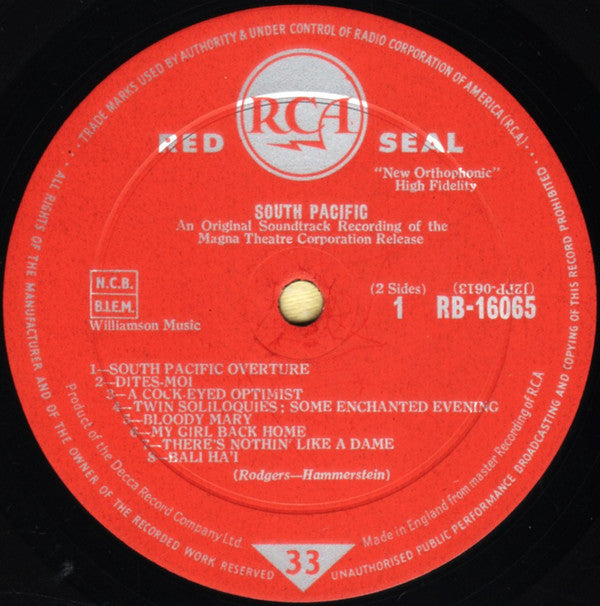 TRADE MARKS USED BY AUTHORITY & UNDER CONTROL OF RADIO CORPORATION OF AMERICA (RCA).
RCA
RED SEAL
"New Orthophonic"
High Fidelity
SOUTH PACIFIC
An Original Soundtrack Recording of the
Magna Theatre Corporation Release
N.C.B.
B.I.E.M.
Williamson Music
(2 Sides) (J2PP-0613)
1 RB-16065
1—SOUTH PACIFIC OVERTURE
2—DITES-MOI
3—A COCK-EYED OPTIMIST
4—TWIN SOLILOQUIES; SOME ENCHANTED EVENING
5—BLOODY MARY
6—MY GIRL BACK HOME
7—THERE'S NOTHIN' LIKE A DAME
8—BALI HA'I
(Rodgers—Hammerstein)
Product of the Decca Record Company Ltd.
Made in England from master Recording of RCA
33
ALL RIGHTS OF THE MANUFACTURER AND OF THE OWNER OF THE RECORDED WORK RESERVED
UNAUTHORISED PUBLIC PERFORMANCE BROADCASTING AND COPYING OF THIS RECORD PROHIBITED.